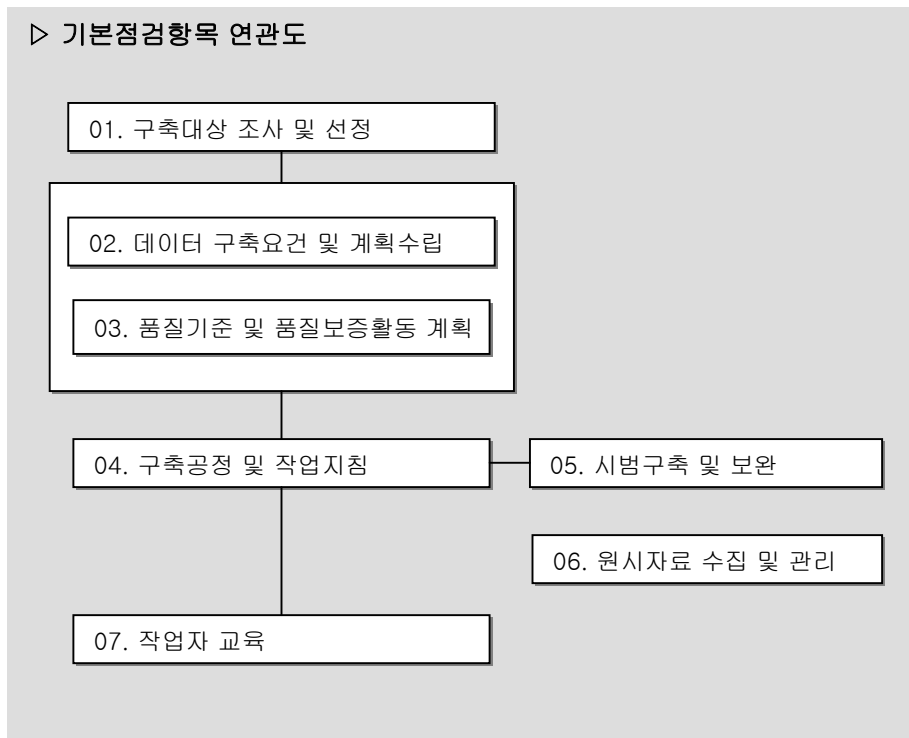 ▷ 기본점검항목 연관도
01. 구축대상 조사 및 선정
02. 데이터 구축요건 및 계획수립
03. 품질기준 및 품질보증활동 계획
04. 구축공정 및 작업지침
05. 시범구축 및 보완
06. 원시자료 수집 및 관리
07. 작업자 교육